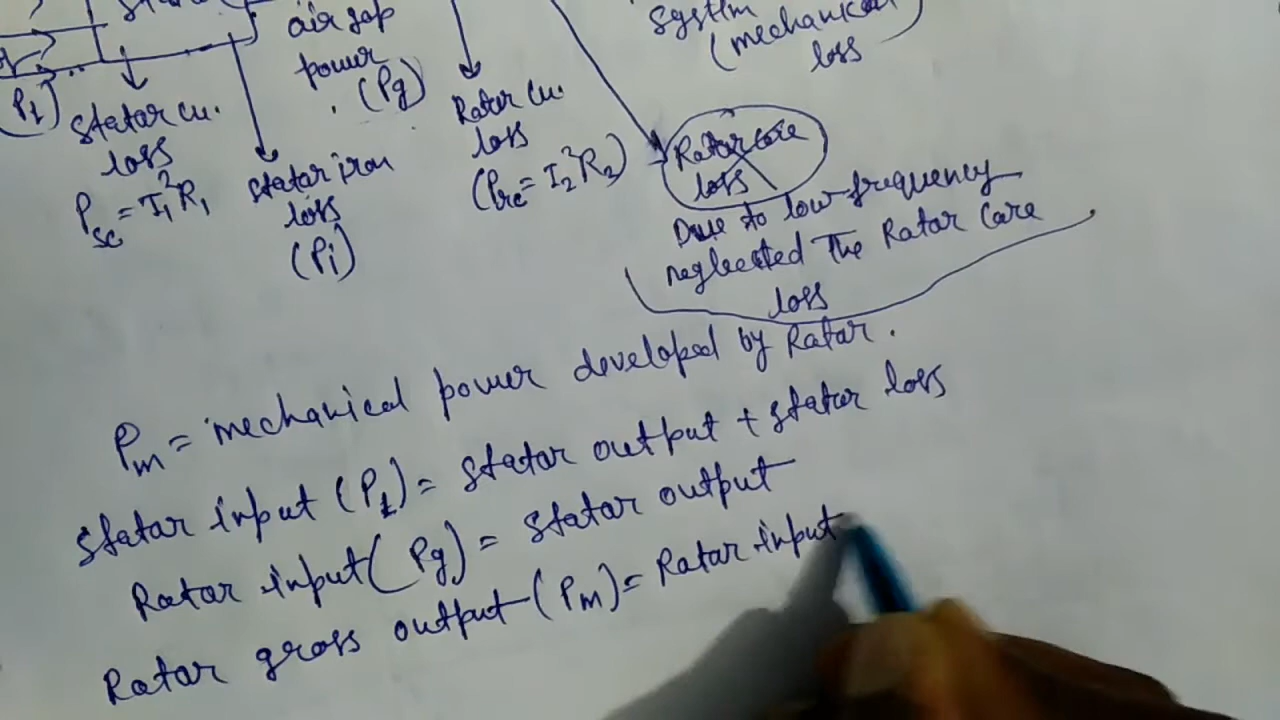 air gap
power
(Pg)
system
(mechanical
loss
(P1)
Stator cu.
loss
Psc = I1²R1
Stator iron
loss
(Pi)
Rotor cu.
loss
(Prc = I2²R2)
Rotor core
loss
Due to low frequency
neglected The Rotor Core
loss
Pm = mechanical power developed by Rotor.
Stator input (P1) = Stator output + Stator loss
Rotor input (Pg) = Stator output
Rotor gross output (Pm) = Rotor input